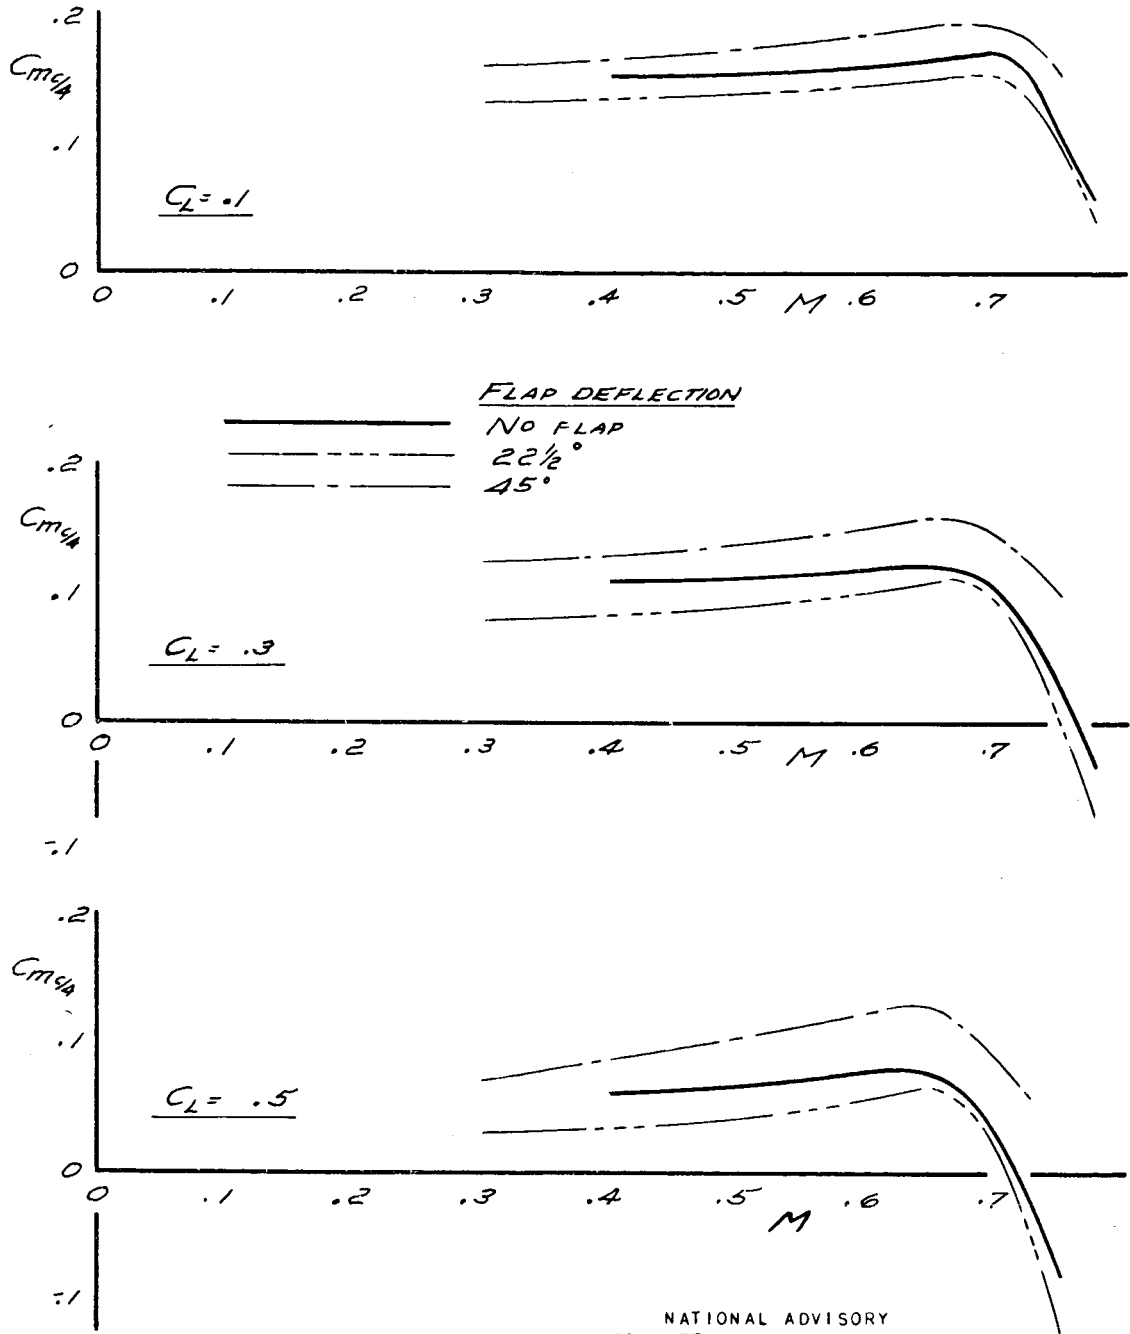 .2
Cmc/4
.1
CL = .1
0
0 .1 .2 .3 .4 .5 M .6 .7
FLAP DEFLECTION
NO FLAP
22½°
45°
.2
Cmc/4
.1
CL = .3
0
0 .1 .2 .3 .4 .5 M .6 .7
-.1
.2
Cmc/4
.1
CL = .5
0
0 .1 .2 .3 .4 .5 .6 .7
M
-.1
NATIONAL ADVISORY